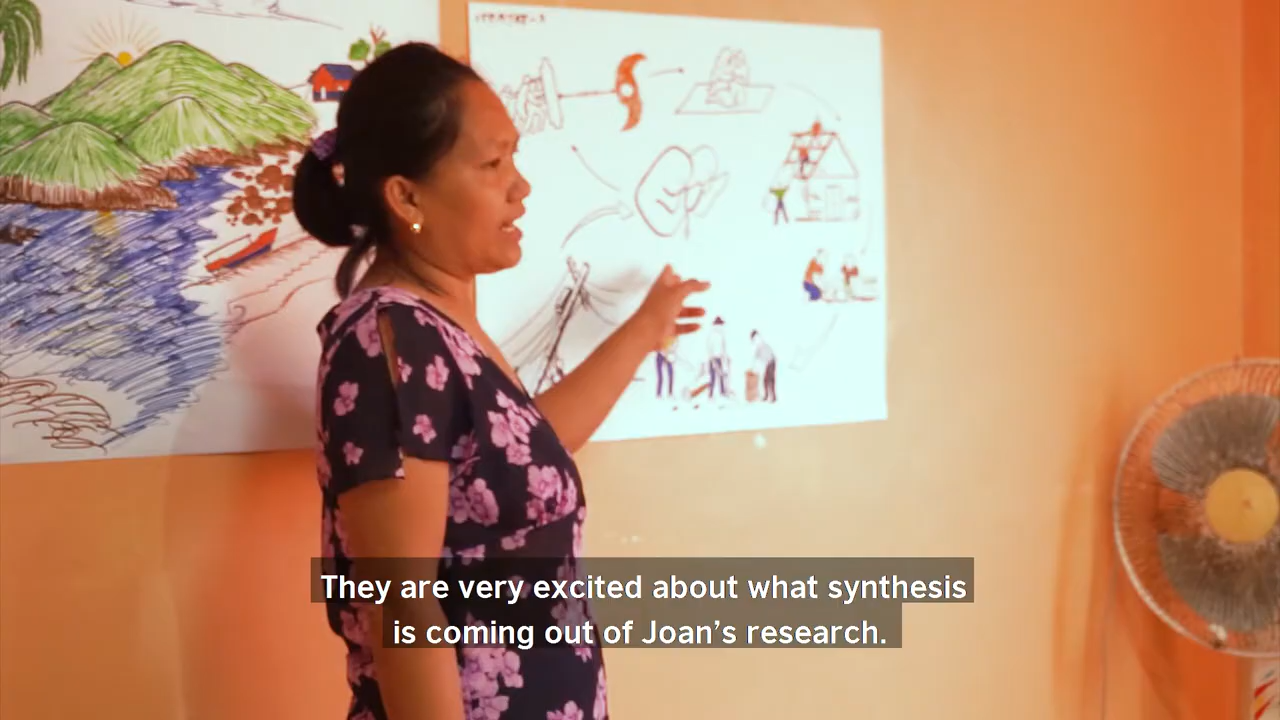 They are very excited about what synthesis
is coming out of Joan's research.